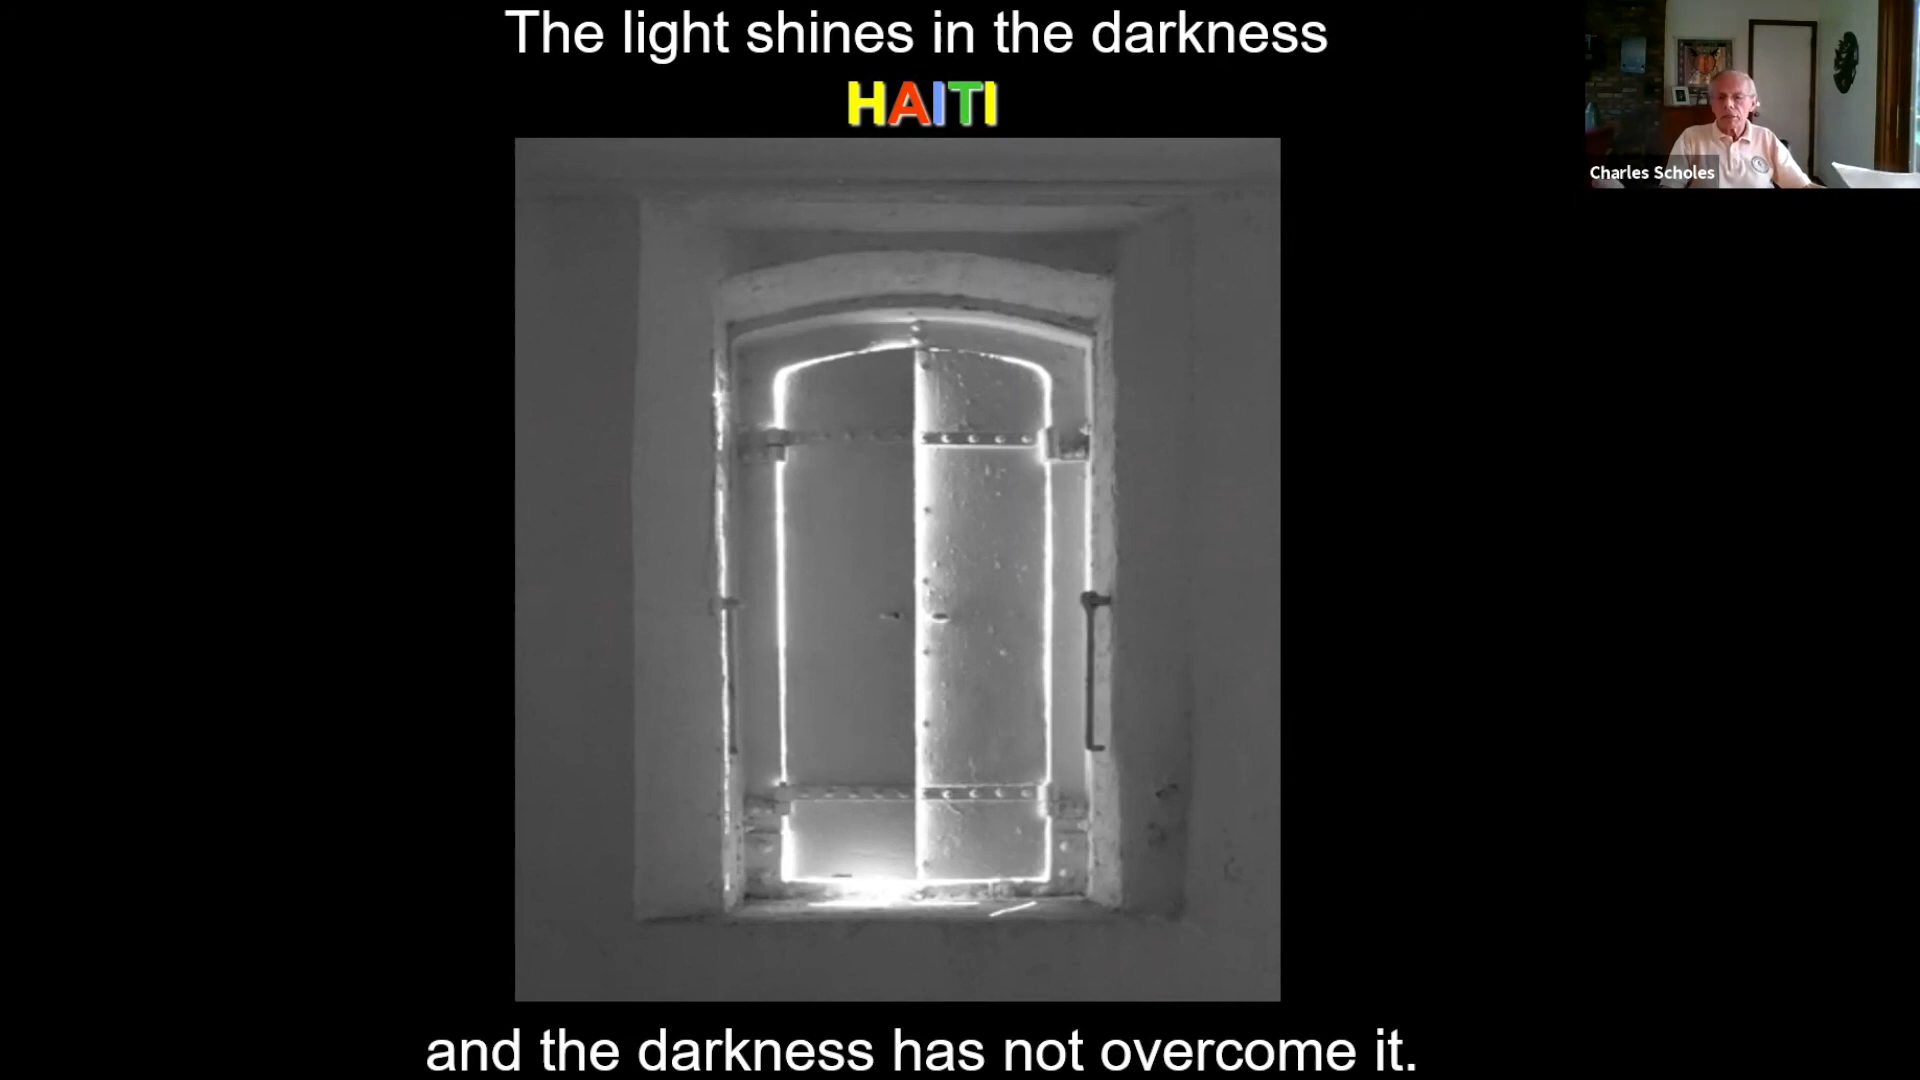 The light shines in the darkness
HAITI
Charles Scholes
and the darkness has not overcome it.